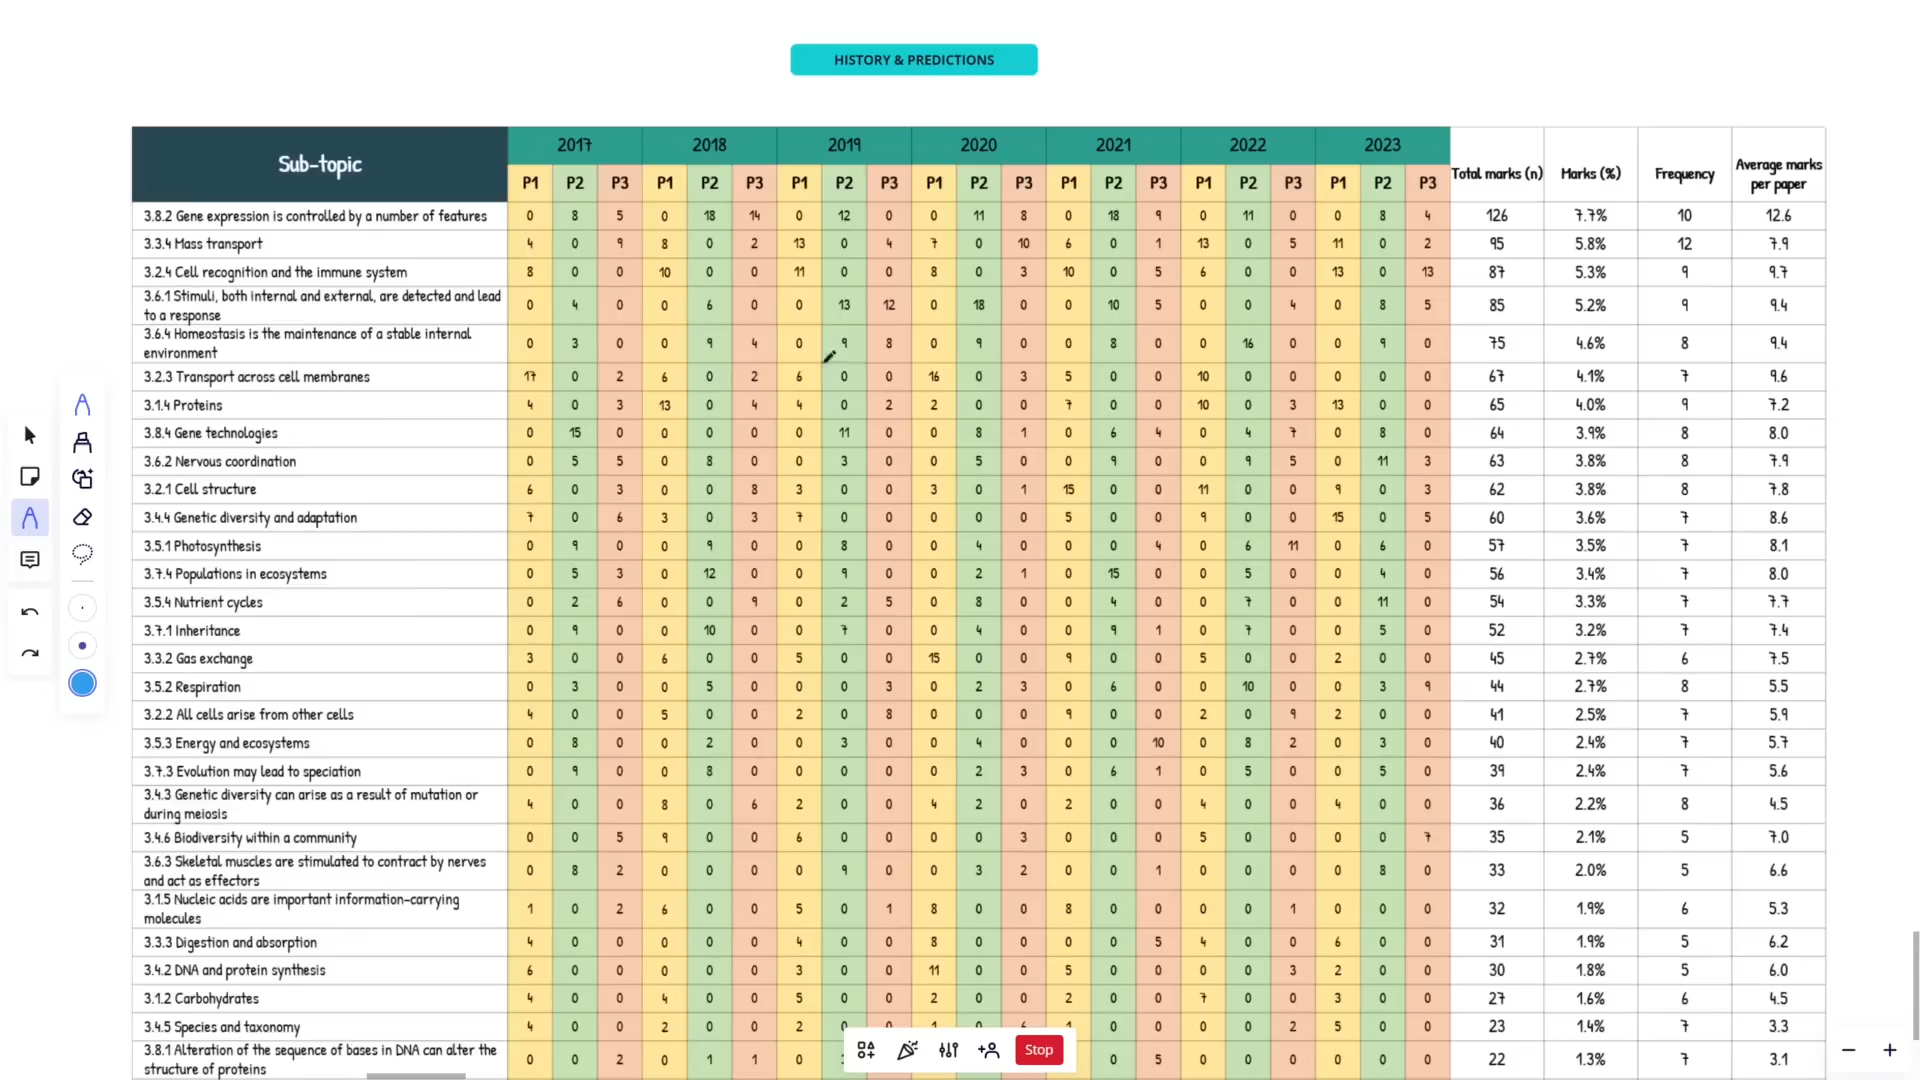 HISTORY & PREDICTIONS
Sub-topic 2017 2018 2019 2020 2021 2022 2023 Total marks (n) Marks (%) Frequency Average marks per paper
P1 P2 P3 P1 P2 P3 P1 P2 P3 P1 P2 P3 P1 P2 P3 P1 P2 P3 P1 P2 P3
3.8.2 Gene expression is controlled by a number of features 0 8 5 0 18 14 0 12 0 0 11 8 0 18 9 0 11 0 0 8 4 126 7.7% 10 12.6
3.3.4 Mass transport 4 0 9 8 0 2 13 0 4 7 0 10 6 0 1 13 0 5 11 0 2 95 5.8% 12 7.9
3.2.4 Cell recognition and the immune system 8 0 0 10 0 0 11 0 0 8 0 3 10 0 5 6 0 0 13 0 13 87 5.3% 9 9.7
3.6.1 Stimuli, both internal and external, are detected and lead
to a response 0 4 0 0 6 0 0 13 12 0 18 0 0 10 5 0 0 4 0 8 5 85 5.2% 9 9.4
3.6.4 Homeostasis is the maintenance of a stable internal
environment 0 3 0 0 9 4 0 9 8 0 9 0 0 8 0 0 16 0 0 9 0 75 4.6% 8 9.4
3.2.3 Transport across cell membranes 17 0 2 6 0 2 6 0 0 16 0 3 5 0 0 10 0 0 0 0 0 67 4.1% 7 9.6
3.1.4 Proteins 4 0 3 13 0 4 4 0 2 2 0 0 7 0 0 10 0 3 13 0 0 65 4.0% 9 7.2
3.8.4 Gene technologies 0 15 0 0 0 0 0 11 0 0 8 1 0 6 4 0 4 7 0 8 0 64 3.9% 8 8.0
3.6.2 Nervous coordination 0 5 5 0 8 0 0 3 0 0 5 0 0 9 0 0 9 5 0 11 3 63 3.8% 8 7.9
3.2.1 Cell structure 6 0 3 0 0 8 3 0 0 3 0 1 15 0 0 11 0 0 9 0 3 62 3.8% 8 7.8
3.4.4 Genetic diversity and adaptation 7 0 6 3 0 3 7 0 0 0 0 0 5 0 0 9 0 0 15 0 5 60 3.6% 7 8.6
3.5.1 Photosynthesis 0 9 0 0 9 0 0 8 0 0 4 0 0 0 4 0 6 11 0 6 0 57 3.5% 7 8.1
3.7.4 Populations in ecosystems 0 5 3 0 12 0 0 9 0 0 2 1 0 15 0 0 5 0 0 4 0 56 3.4% 7 8.0
3.5.4 Nutrient cycles 0 2 6 0 0 9 0 2 5 0 8 0 0 4 0 0 7 0 0 11 0 54 3.3% 7 7.7
3.7.1 Inheritance 0 9 0 0 10 0 0 7 0 0 4 0 0 9 1 0 7 0 0 5 0 52 3.2% 7 7.4
3.3.2 Gas exchange 3 0 0 6 0 0 5 0 0 15 0 0 9 0 0 5 0 0 2 0 0 45 2.7% 6 7.5
3.5.2 Respiration 0 3 0 0 5 0 0 0 3 0 2 3 0 6 0 0 10 0 0 3 9 44 2.7% 8 5.5
3.2.2 All cells arise from other cells 4 0 0 5 0 0 2 0 8 0 0 0 9 0 0 2 0 9 2 0 0 41 2.5% 7 5.9
3.5.3 Energy and ecosystems 0 8 0 0 2 0 0 3 0 0 4 0 0 0 10 0 8 2 0 3 0 40 2.4% 7 5.7
3.7.3 Evolution may lead to speciation 0 9 0 0 8 0 0 0 0 0 2 3 0 6 1 0 5 0 0 5 0 39 2.4% 7 5.6
3.4.3 Genetic diversity can arise as a result of mutation or
during meiosis 4 0 0 8 0 6 2 0 0 4 2 0 2 0 0 4 0 0 4 0 0 36 2.2% 8 4.5
3.4.6 Biodiversity within a community 0 0 5 9 0 0 6 0 0 0 0 3 0 0 0 5 0 0 0 0 7 35 2.1% 5 7.0
3.6.3 Skeletal muscles are stimulated to contract by nerves
and act as effectors 0 8 2 0 0 0 0 9 0 0 3 2 0 0 1 0 0 0 0 8 0 33 2.0% 5 6.6
3.1.5 Nucleic acids are important information-carrying
molecules 1 0 2 6 0 0 5 0 1 8 0 0 8 0 0 0 0 1 0 0 0 32 1.9% 6 5.3
3.3.3 Digestion and absorption 4 0 0 0 0 0 4 0 0 8 0 0 0 0 5 4 0 0 6 0 0 31 1.9% 5 6.2
3.4.2 DNA and protein synthesis 6 0 0 0 0 0 3 0 0 11 0 0 5 0 0 0 0 3 2 0 0 30 1.8% 5 6.0
3.1.2 Carbohydrates 4 0 0 4 0 0 5 0 0 2 0 0 2 0 0 7 0 0 3 0 0 27 1.6% 6 4.5
3.4.5 Species and taxonomy 4 0 0 2 0 0 2 0 0 0 0 0 2 5 0 0 23 1.4% 7 3.3
3.8.1 Alteration of the sequence of bases in DNA can alter the
structure of proteins 0 0 2 0 1 1 0 0 5 0 0 0 0 0 0 22 1.3% 7 3.1
Stop